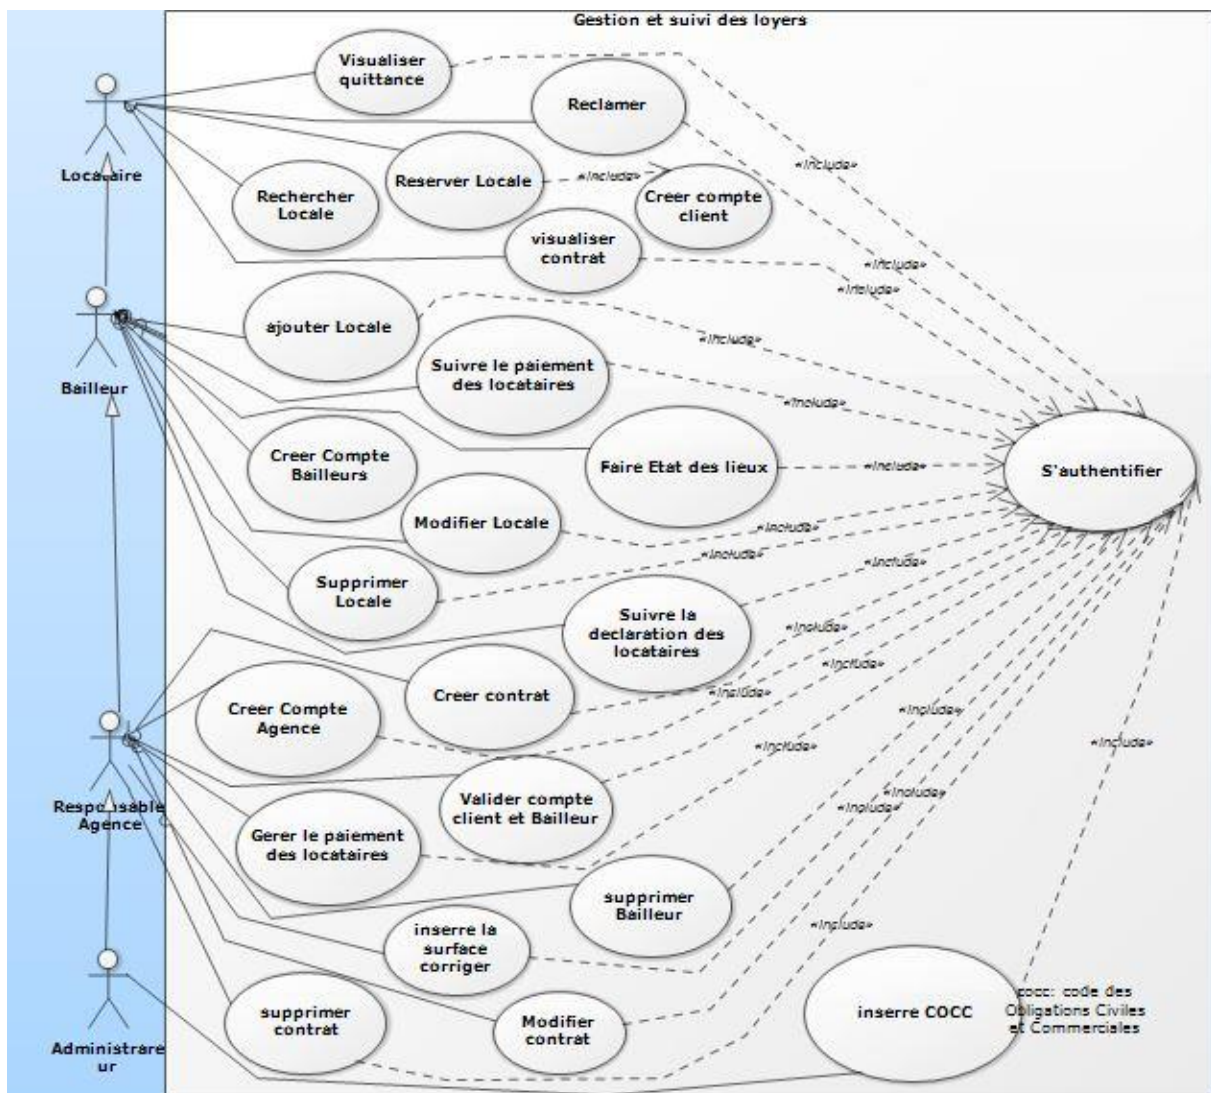 Gestion et suivi des loyers
Visualiser
quittance
Reclamer
«include»
Locataire
Rechercher
Locale
Reserver Locale
«include»
Creer compte
client
visualiser
contrat
«include»
«include»
ajouter Locale
«include»
Bailleur
Suivre le paiement
des locataires
«include»
Creer Compte
Bailleurs
Faire Etat des lieux
«include»
S'authentifier
Modifier Locale
«include»
«include»
Supprimer
Locale
«include»
Suivre la
declaration des
locataires
«include»
«include»
«include»
Creer contrat
Creer Compte
Agence
«include»
«include»
«include»
Responsable
Agence
Valider compte
client et Bailleur
«include»
«include»
«include»
Gerer le paiement
des locataires
supprimer
Bailleur
«include»
inserre la
surface
corriger
supprimer
contrat
Modifier
contrat
inserre COCC
cocc: code des
Obligations Civiles
et Commerciales
Administrare
ur